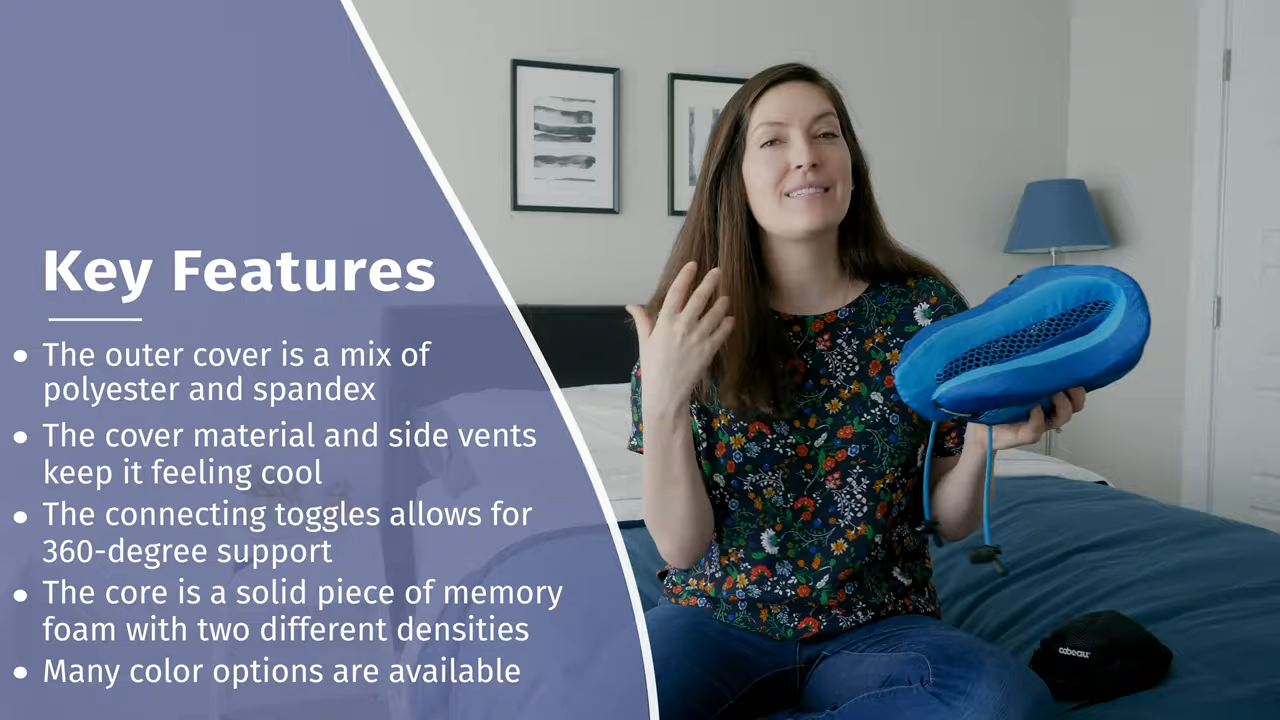 Key Features
• The outer cover is a mix of
polyester and spandex
• The cover material and side vents
keep it feeling cool
• The connecting toggles allows for
360-degree support
• The core is a solid piece of memory
foam with two different densities
• Many color options are available
cabeau